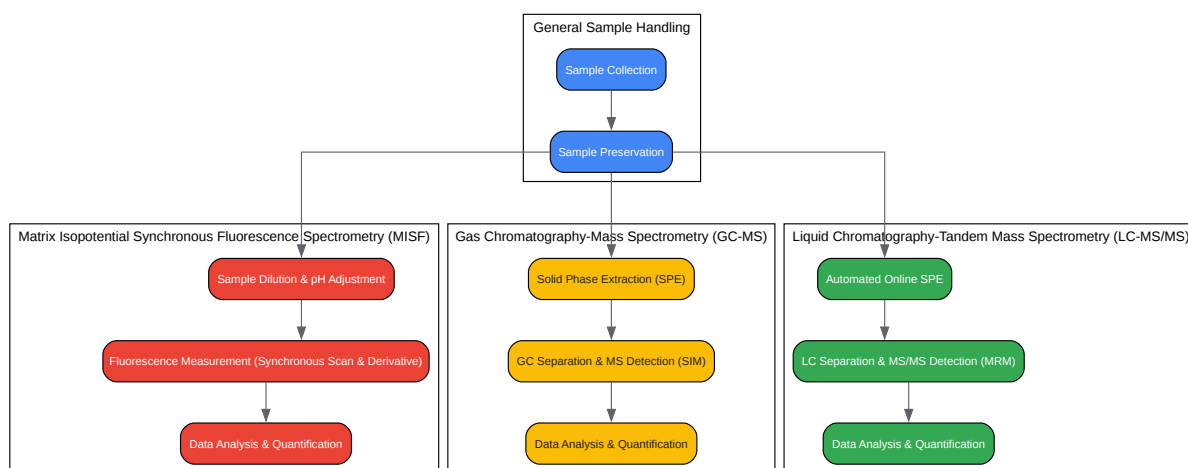 General Sample Handling
Sample Collection
Sample Preservation
Matrix Isopotential Synchronous Fluorescence Spectrometry (MISF)
Gas Chromatography-Mass Spectrometry (GC-MS)
Liquid Chromatography-Tandem Mass Spectrometry (LC-MS/MS)
Sample Dilution & pH Adjustment
Solid Phase Extraction (SPE)
Automated Online SPE
Fluorescence Measurement (Synchronous Scan & Derivative)
GC Separation & MS Detection (SIM)
LC Separation & MS/MS Detection (MRM)
Data Analysis & Quantification
Data Analysis & Quantification
Data Analysis & Quantification